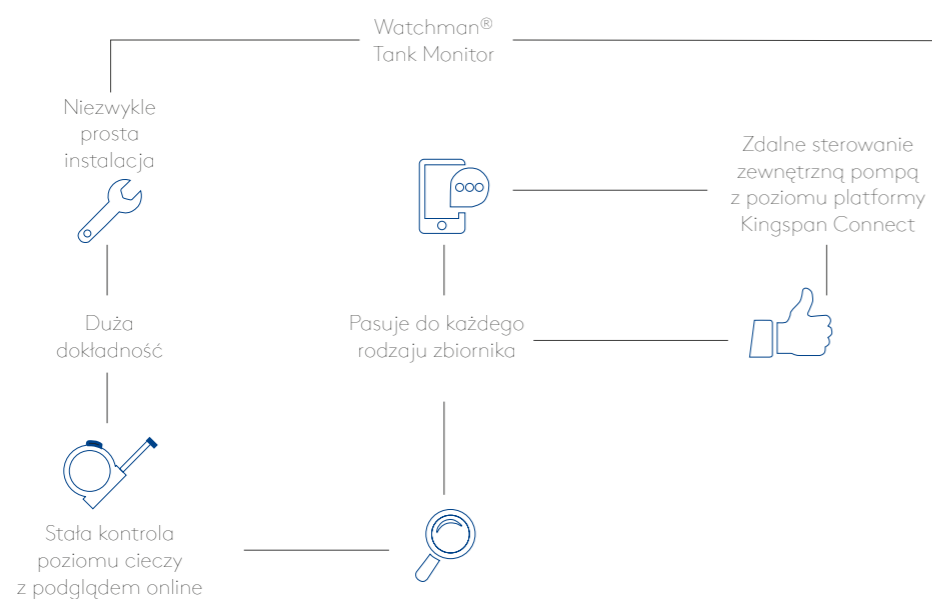 Watchman®
Tank Monitor
Niezwykle
prosta
instalacja
Zdalne sterowanie
zewnętrzną pompą
z poziomu platformy
Kingspan Connect
Duża
dokładność
Pasuje do każdego
rodzaju zbiornika
Stała kontrola
poziomu cieczy
z podglądem online